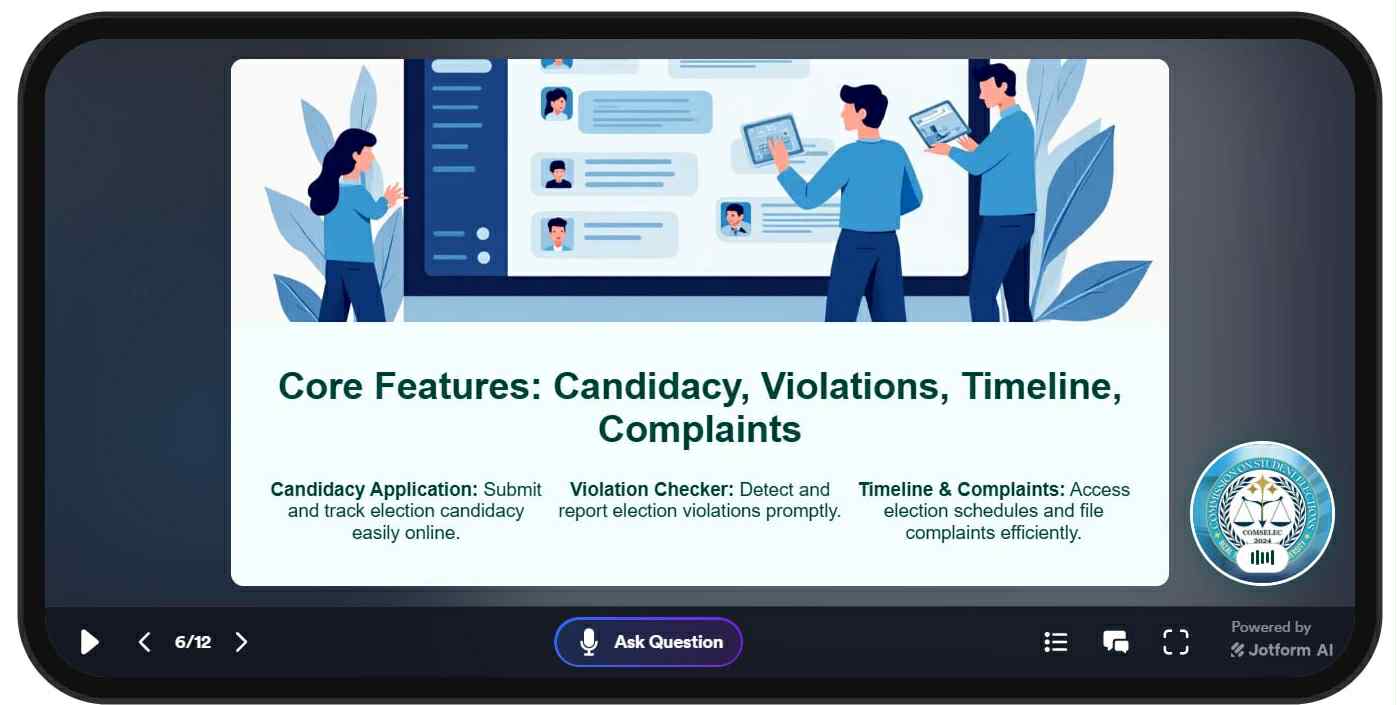 Core Features: Candidacy, Violations, Timeline,
Complaints
Candidacy Application: Submit
and track election candidacy
easily online.
Violation Checker: Detect and
report election violations promptly.
Timeline & Complaints: Access
election schedules and file
complaints efficiently.
COMMISSION ON STUDENT ELECTIONS
COMSELEC
2024
6/12
Ask Question
Powered by
Jotform AI